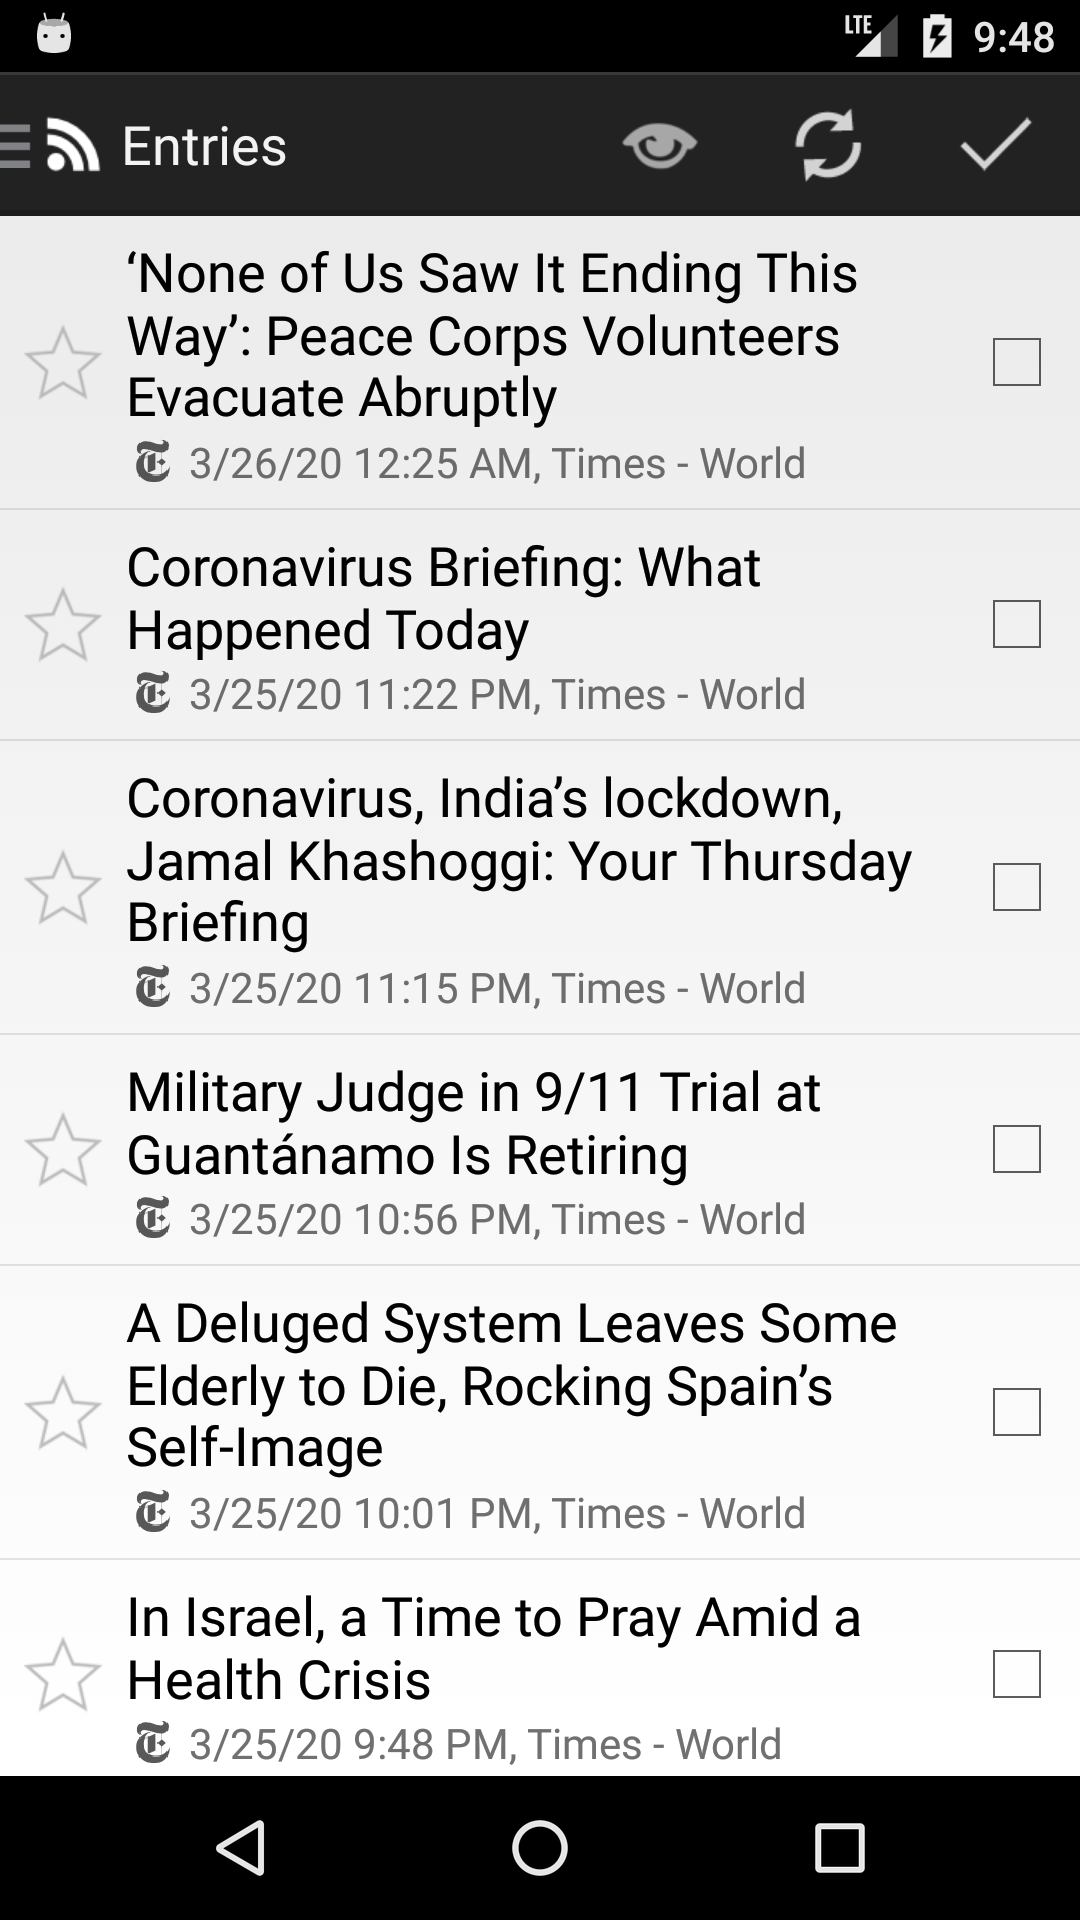 LTE 9:48
Entries
‘None of Us Saw It Ending This
Way’: Peace Corps Volunteers
Evacuate Abruptly
3/26/20 12:25 AM, Times - World
Coronavirus Briefing: What
Happened Today
3/25/20 11:22 PM, Times - World
Coronavirus, India’s lockdown,
Jamal Khashoggi: Your Thursday
Briefing
3/25/20 11:15 PM, Times - World
Military Judge in 9/11 Trial at
Guantánamo Is Retiring
3/25/20 10:56 PM, Times - World
A Deluged System Leaves Some
Elderly to Die, Rocking Spain’s
Self-Image
3/25/20 10:01 PM, Times - World
In Israel, a Time to Pray Amid a
Health Crisis
3/25/20 9:48 PM, Times - World